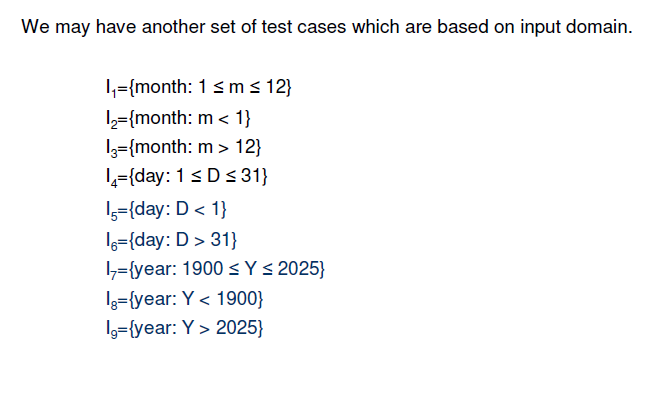 We may have another set of test cases which are based on input domain.
I₁={month: 1 ≤ m ≤ 12}
I₂={month: m < 1}
I₃={month: m > 12}
I₄={day: 1 ≤ D ≤ 31}
I₅={day: D < 1}
I₆={day: D > 31}
I₇={year: 1900 ≤ Y ≤ 2025}
I₈={year: Y < 1900}
I₉={year: Y > 2025}